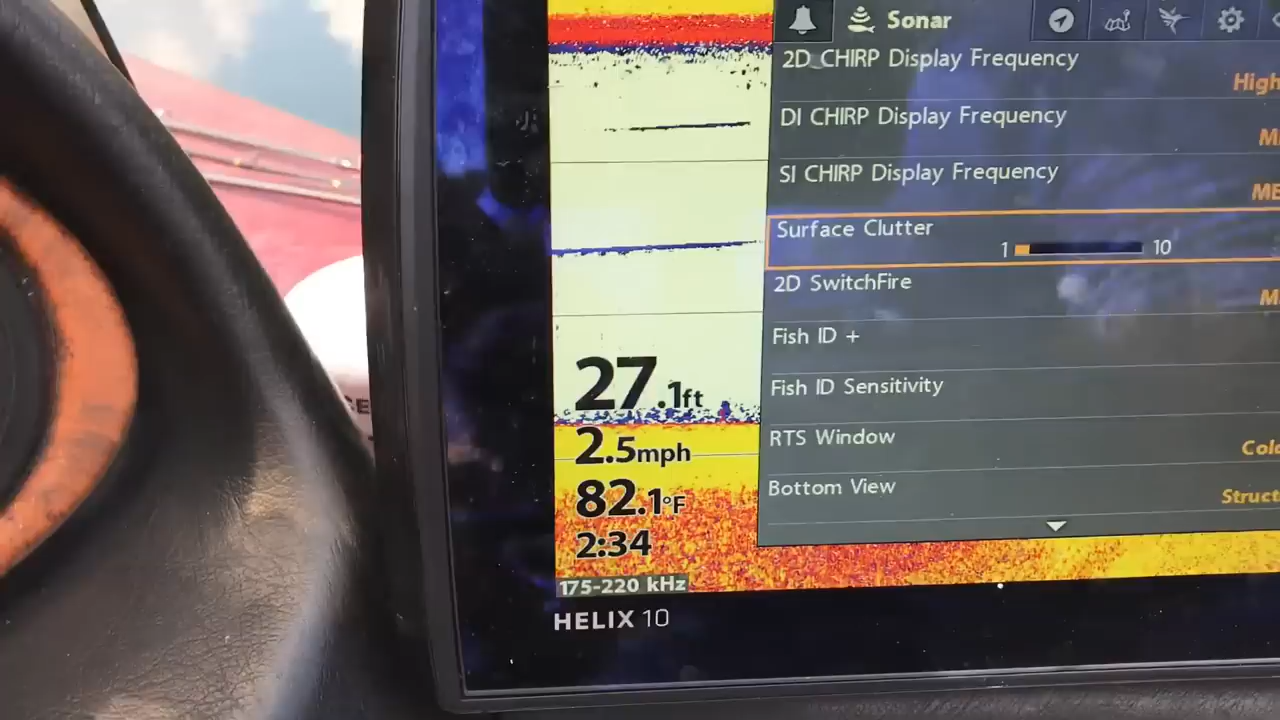 Sonar
2D CHIRP Display Frequency
High
DI CHIRP Display Frequency
SI CHIRP Display Frequency
Surface Clutter
1 10
2D SwitchFire
Fish ID +
Fish ID Sensitivity
RTS Window
Bottom View
27.1ft
2.5mph
82.1°F
2:34
175-220 kHz
HELIX 10